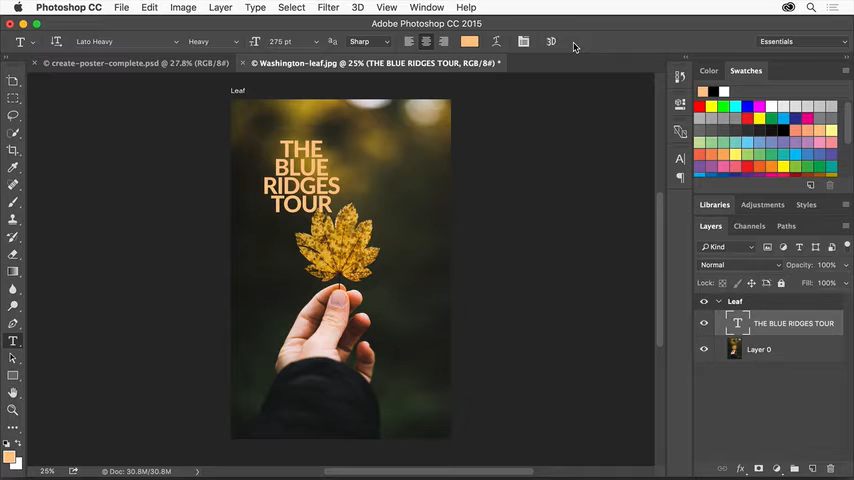 Photoshop CC File Edit Image Layer Type Select Filter 3D View Window Help
Adobe Photoshop CC 2015
T Lato Heavy Heavy 275 pt Sharp 3D Essentials
× © create-poster-complete.psd @ 27.8% (RGB/8#) × © Washington-leaf.jpg @ 25% (THE BLUE RIDGES TOUR, RGB/8#) *
Leaf
THE
BLUE
RIDGES
TOUR
Color Swatches
Libraries Adjustments Styles
Layers Channels Paths
Kind
Normal Opacity: 100%
Lock: Fill: 100%
Leaf
T THE BLUE RIDGES TOUR
Layer 0
25% Doc: 30.8M/30.8M
fx